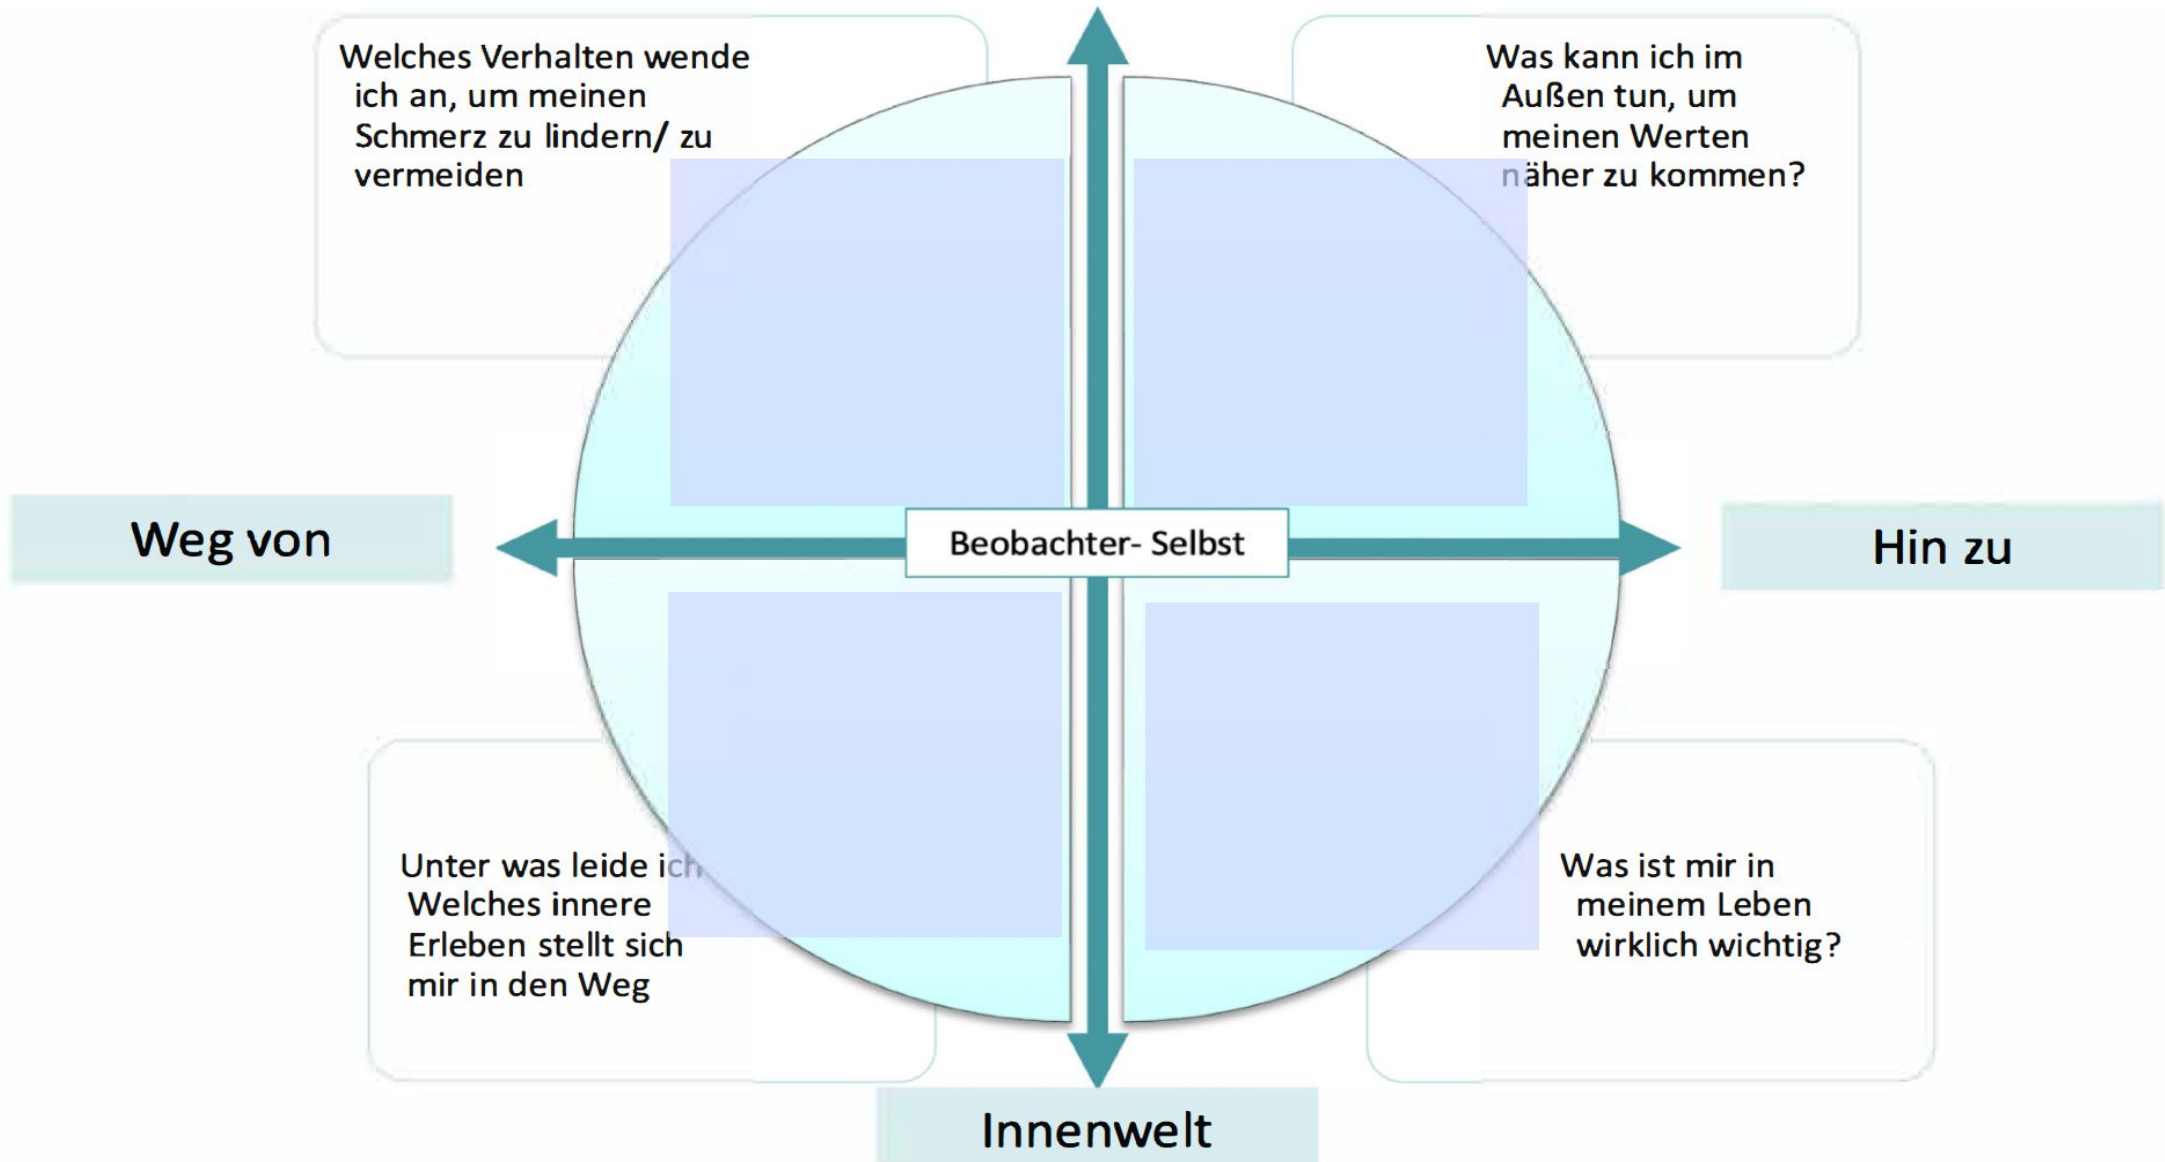 Welches Verhalten wende
ich an, um meinen
Schmerz zu lindern/ zu
vermeiden
Was kann ich im
Außen tun, um
meinen Werten
näher zu kommen?
Weg von
Beobachter- Selbst
Hin zu
Unter was leide ich
Welches innere
Erleben stellt sich
mir in den Weg
Was ist mir in
meinem Leben
wirklich wichtig?
Innenwelt